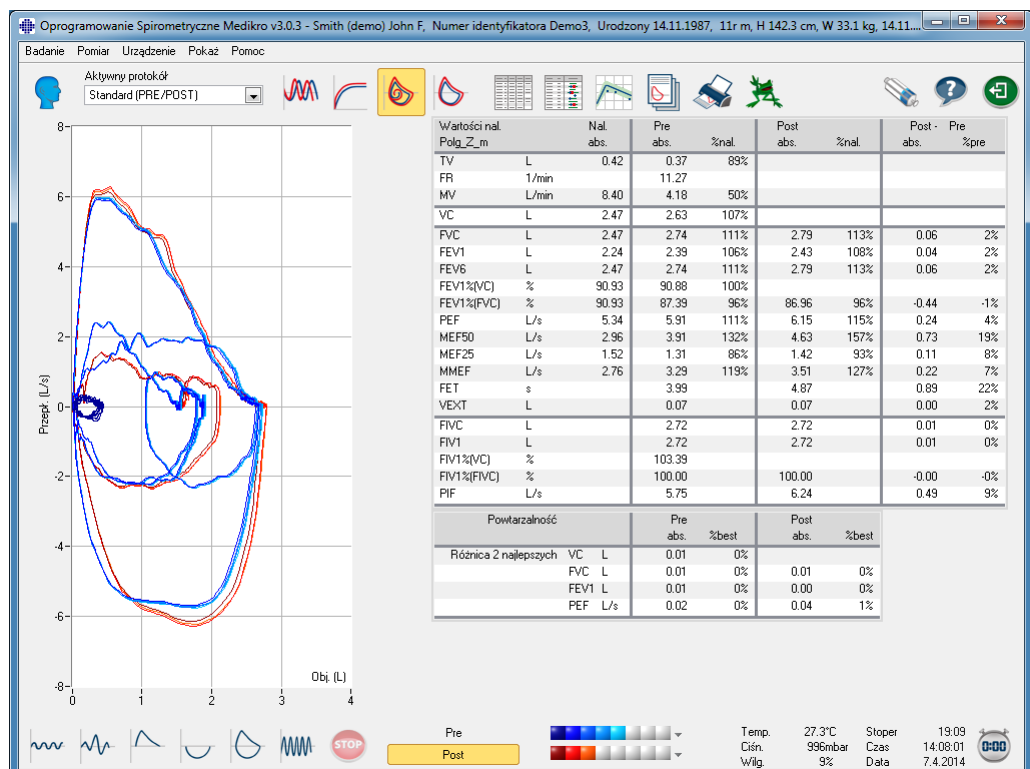 Oprogramowanie Spirometryczne Medikro v3.0.3 - Smith (demo) John F, Numer identyfikatora Demo3, Urodzony 14.11.1987, 11r m, H 142.3 cm, W 33.1 kg, 14.11....
Badanie Pomiar Urządzenie Pokaż Pomoc
Aktywny protokół
Standard (PRE/POST)
Wartości nal. Nal. Pre Post Post - Pre
Polg_Z_m abs. abs. %nal. abs. %nal. abs. %pre
TV L 0.42 0.37 89%
FR 1/min 11.27
MV L/min 8.40 4.18 50%
VC L 2.47 2.63 107%
FVC L 2.47 2.74 111% 2.79 113% 0.06 2%
FEV1 L 2.24 2.39 106% 2.43 108% 0.04 2%
FEV6 L 2.47 2.74 111% 2.79 113% 0.06 2%
FEV1%(VC) % 90.93 90.88 100%
FEV1%(FVC) % 90.93 87.39 96% 86.96 96% -0.44 -1%
PEF L/s 5.34 5.91 111% 6.15 115% 0.24 4%
MEF50 L/s 2.96 3.91 132% 4.63 157% 0.73 19%
MEF25 L/s 1.52 1.31 86% 1.42 93% 0.11 8%
MMEF L/s 2.76 3.29 119% 3.51 127% 0.22 7%
FET s 3.99 4.87 0.89 22%
VEXT L 0.07 0.07 0.00 2%
FIVC L 2.72 2.72 0.01 0%
FIV1 L 2.72 2.72 0.01 0%
FIV1%(VC) % 103.39
FIV1%(FIVC) % 100.00 100.00 -0.00 -0%
PIF L/s 5.75 6.24 0.49 9%
Powtarzalność Pre Post
abs. %best abs. %best
Różnica 2 najlepszych VC L 0.01 0%
FVC L 0.01 0% 0.01 0%
FEV1 L 0.01 0% 0.00 0%
PEF L/s 0.02 0% 0.04 1%
8
6
4
2
0
-2
-4
-6
-8
Przepł. (L/s)
Obj. (L)
0 1 2 3 4
STOP
Pre
Post
Temp. 27.3°C Stoper 19:09
Ciśn. 996mbar Czas 14:08:01
Wilg. 9% Data 7.4.2014
0:00